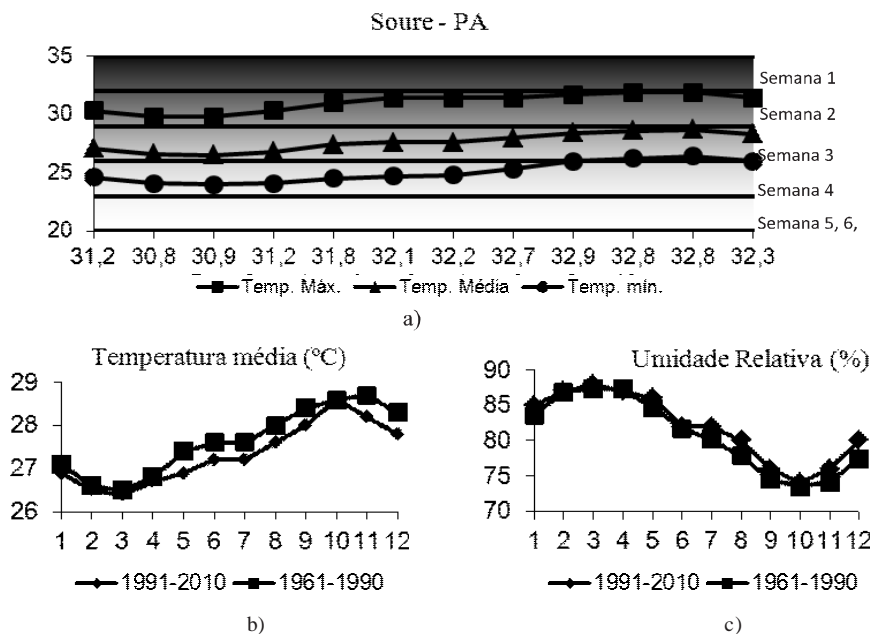 Soure - PA
35
30
25
20
Semana 1
Semana 2
Semana 3
Semana 4
Semana 5, 6,
31,2 30,8 30,9 31,2 31,8 32,1 32,2 32,7 32,9 32,8 32,8 32,3
Temp. Máx. Temp. Média Temp. mín.
a)
Temperatura média (ºC)
29
28
27
26
1 2 3 4 5 6 7 8 9 10 11 12
1991-2010 1961-1990
b)
Umidade Relativa (%)
90
85
80
75
70
1 2 3 4 5 6 7 8 9 10 11 12
1991-2010 1961-1990
c)